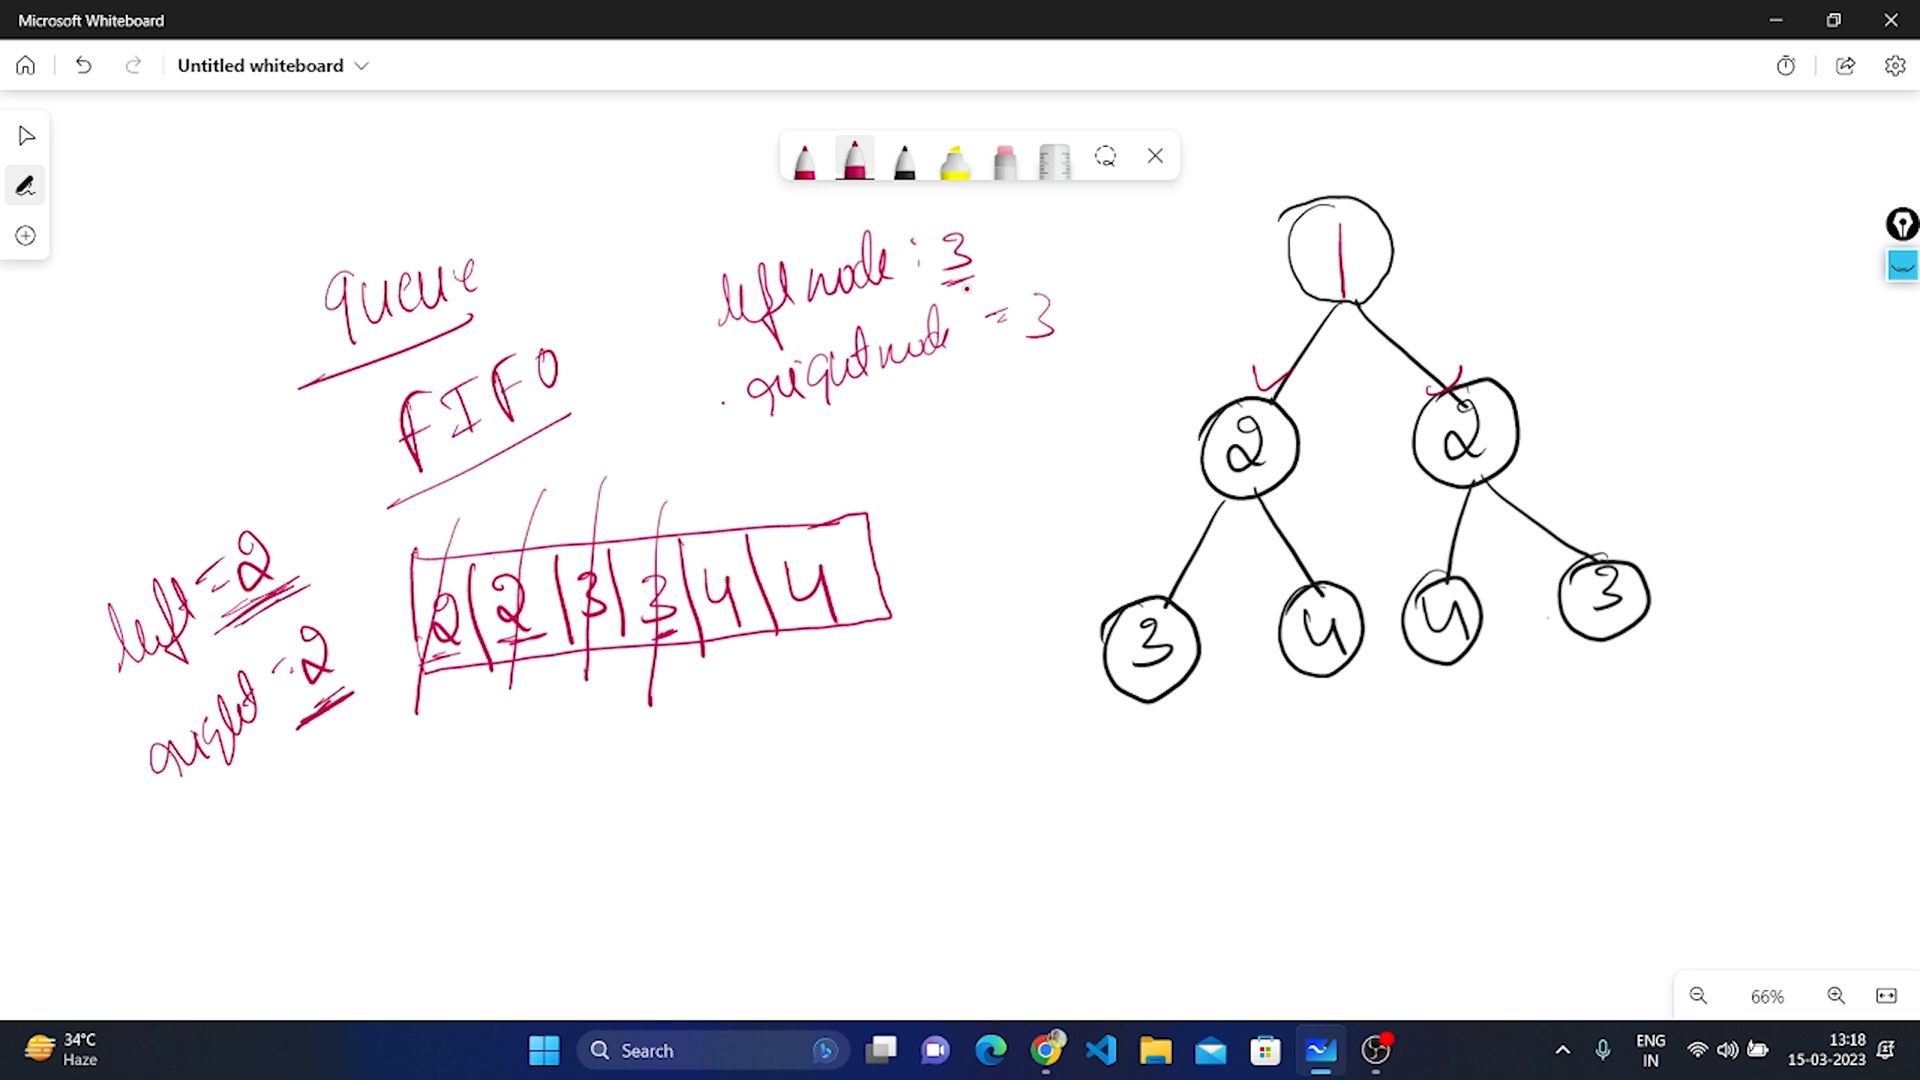 Microsoft Whiteboard
Untitled whiteboard
queue
FIFO
left node : 3
right node = 3
left = 2
right = 2
2 2 3 3 4 4
1
2 2
3 4 4 3
66%
34°C
Haze
Search
ENG
IN
13:18
15-03-2023